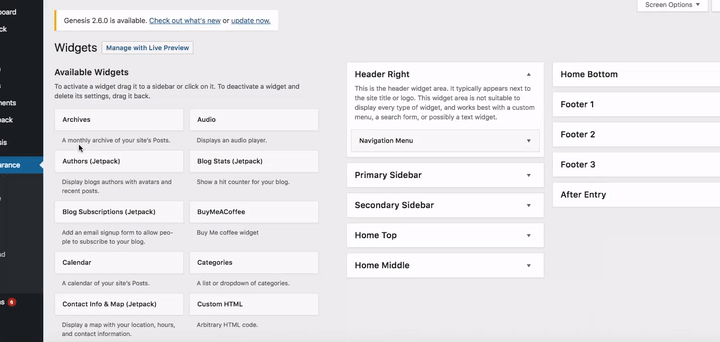 Screen Options ▼
Genesis 2.6.0 is available. Check out what's new or update now.
Widgets
Manage with Live Preview
Available Widgets
To activate a widget drag it to a sidebar or click on it. To deactivate a widget and
delete its settings, drag it back.
Archives
A monthly archive of your site's Posts.
Audio
Displays an audio player.
Authors (Jetpack)
Display blogs authors with avatars and
recent posts.
Blog Stats (Jetpack)
Show a hit counter for your blog.
Blog Subscriptions (Jetpack)
Add an email signup form to allow peo-
ple to subscribe to your blog.
BuyMeACoffee
Buy Me coffee widget
Calendar
A calendar of your site's Posts.
Categories
A list or dropdown of categories.
Contact Info & Map (Jetpack)
Display a map with your location, hours,
and contact information.
Custom HTML
Arbitrary HTML code.
Header Right
This is the header widget area. It typically appears next
to the site title or logo. This widget area is not suitable to
display every type of widget, and works best with a custom
menu, a search form, or possibly a text widget.
Navigation Menu
Primary Sidebar
Secondary Sidebar
Home Top
Home Middle
Home Bottom
Footer 1
Footer 2
Footer 3
After Entry
6